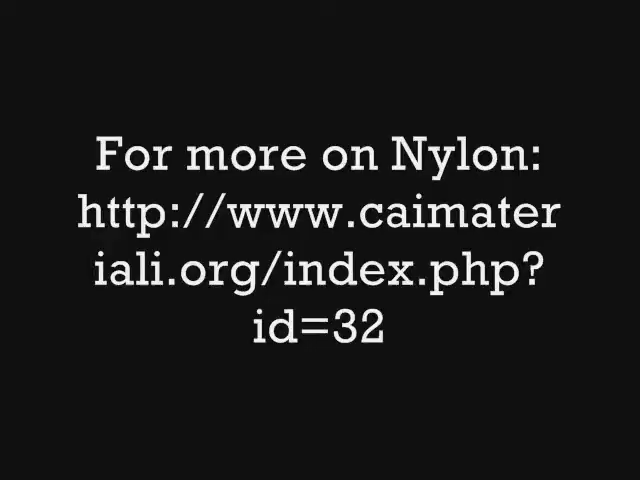 For more on Nylon:
http://www.caimater
iali.org/index.php?
id=32